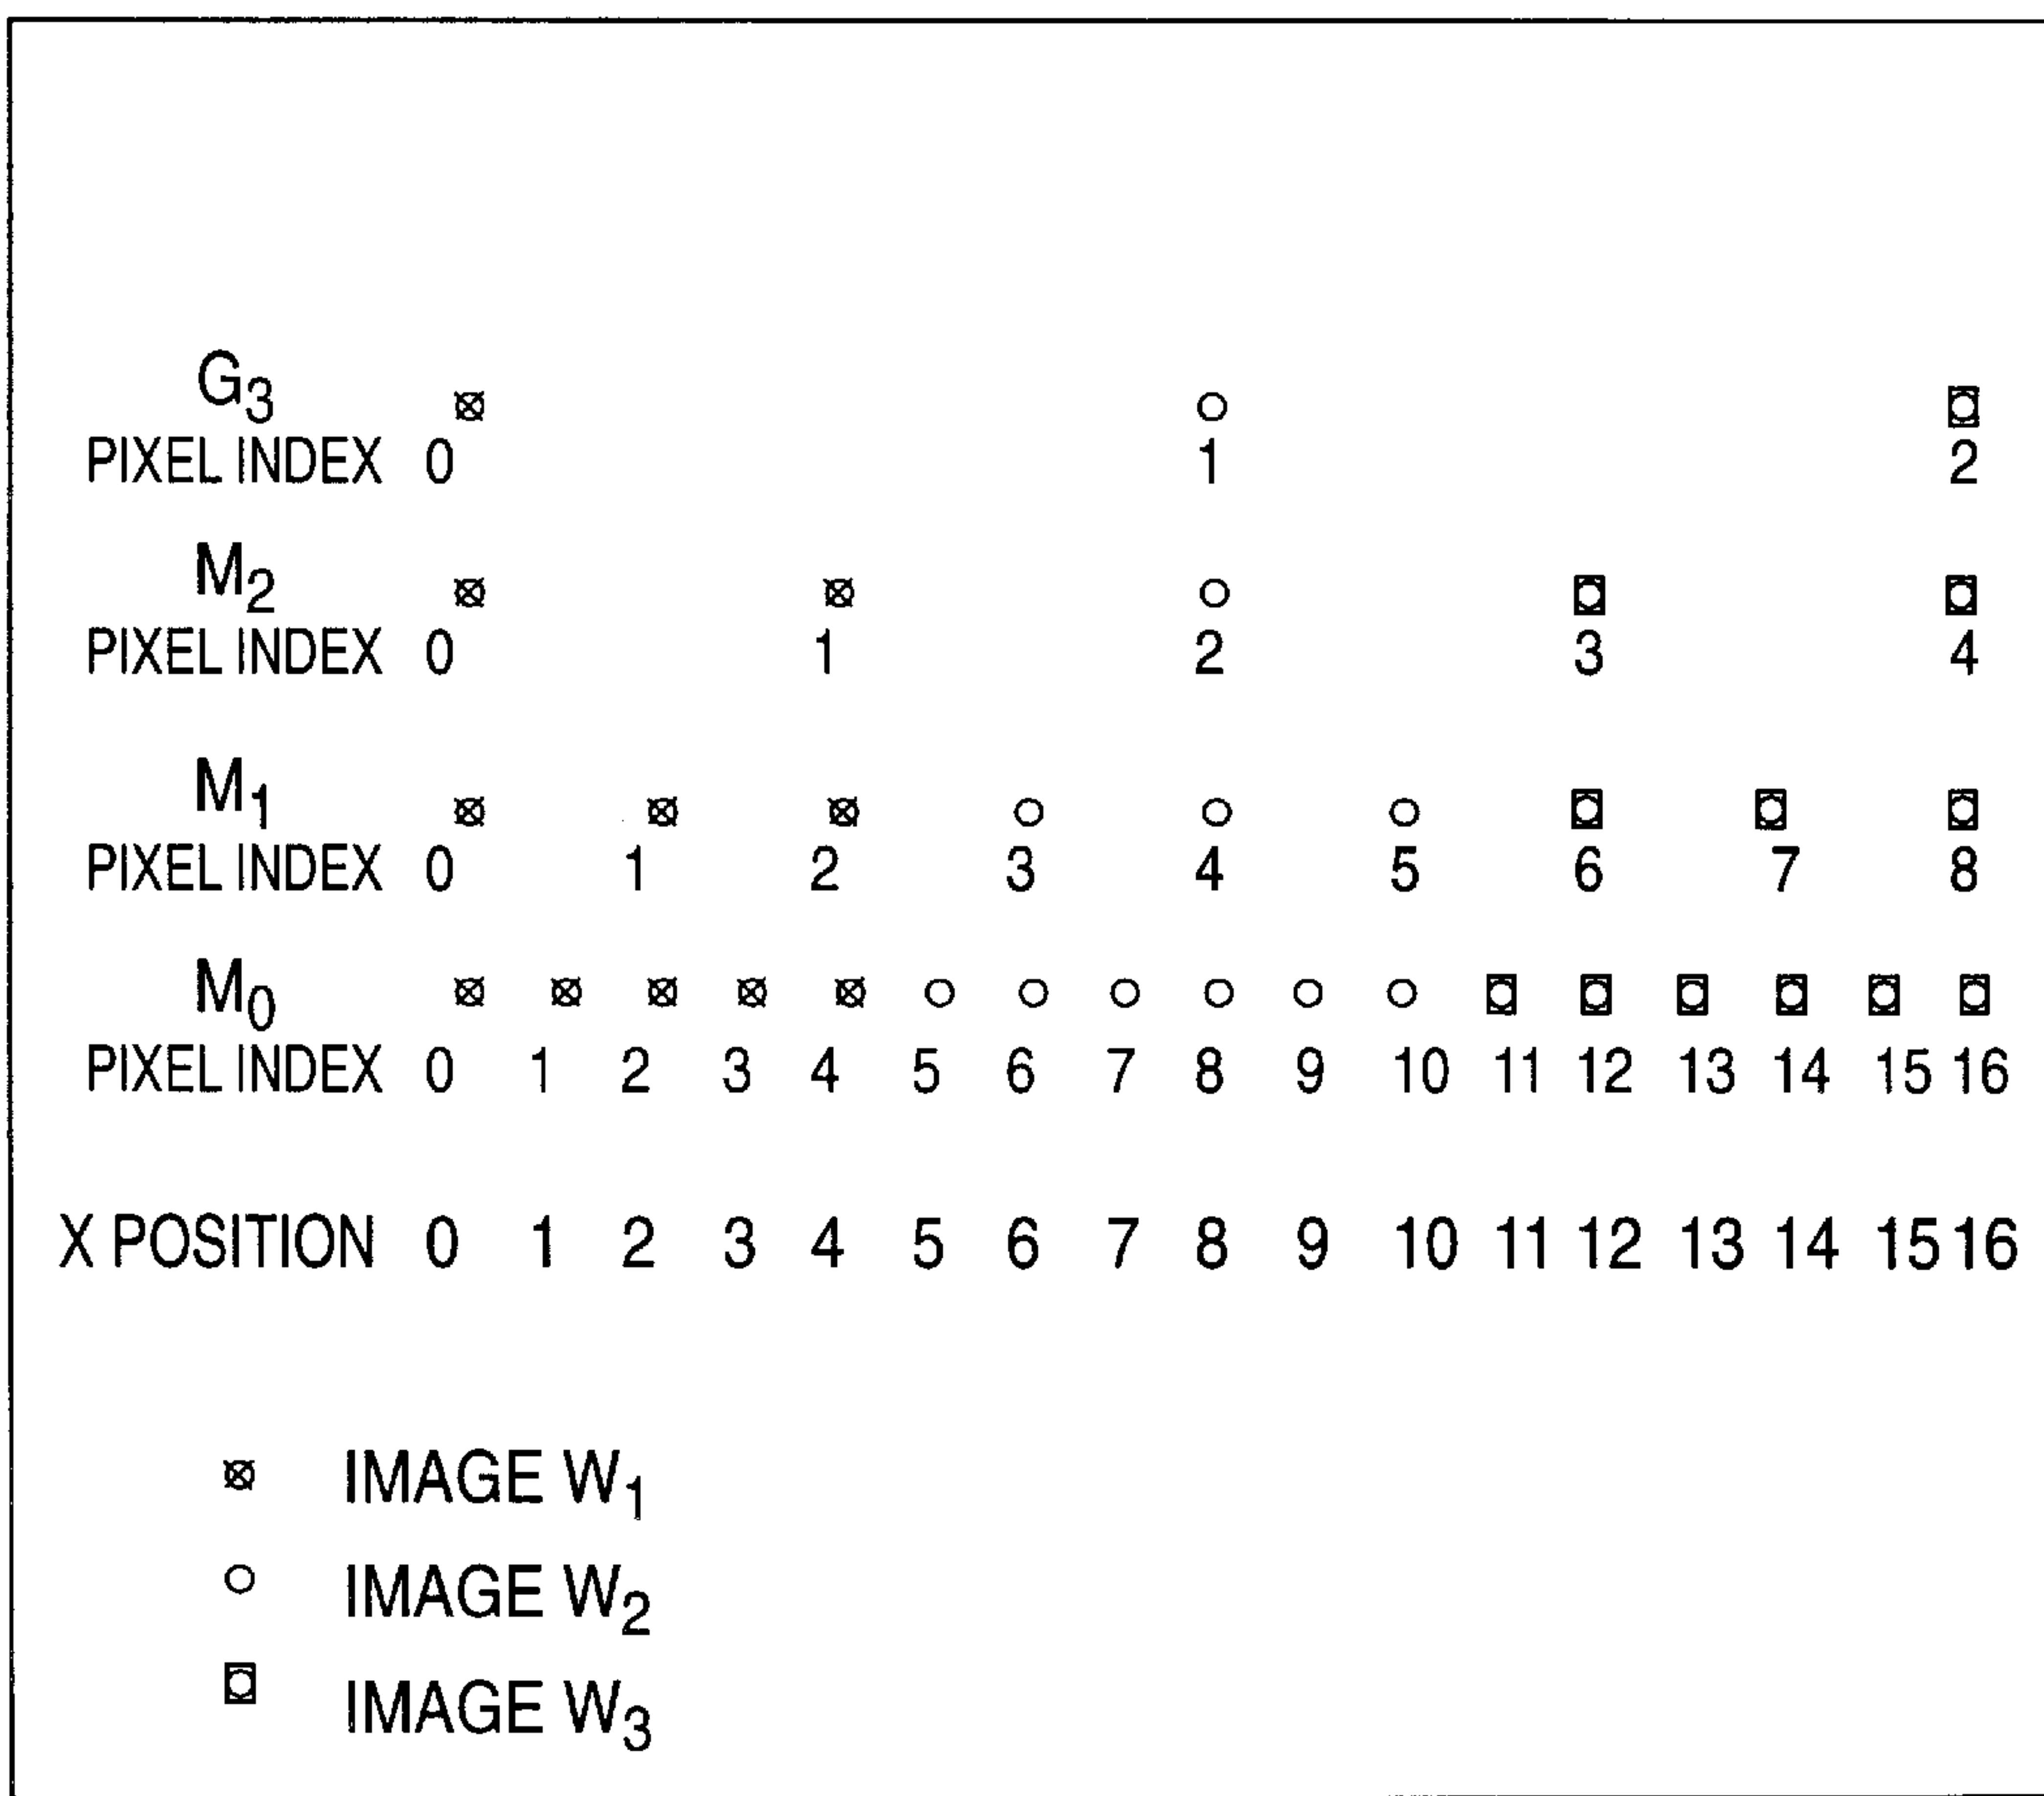 G3
PIXEL INDEX 0 1 2
M2
PIXEL INDEX 0 1 2 3 4
M1
PIXEL INDEX 0 1 2 3 4 5 6 7 8
M0
PIXEL INDEX 0 1 2 3 4 5 6 7 8 9 10 11 12 13 14 15 16
X POSITION 0 1 2 3 4 5 6 7 8 9 10 11 12 13 14 15 16
IMAGE W1
IMAGE W2
IMAGE W3